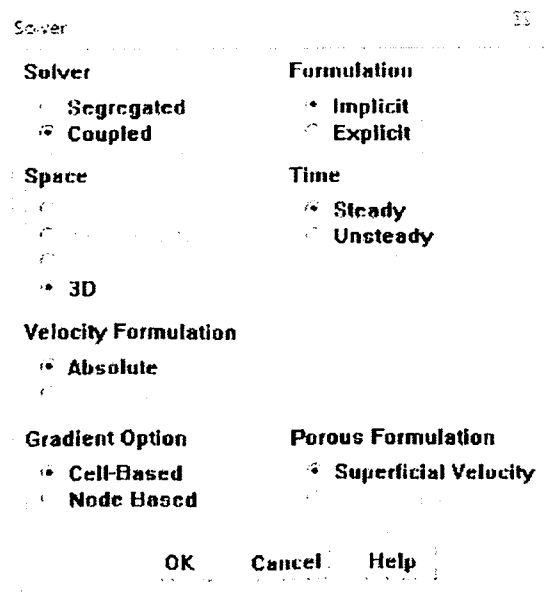 Solver
Solver Formulation
Segregated Implicit
Coupled Explicit
Space Time
Steady
Unsteady
3D
Velocity Formulation
Absolute
Gradient Option Porous Formulation
Cell-Based Superficial Velocity
Node Based
OK Cancel Help